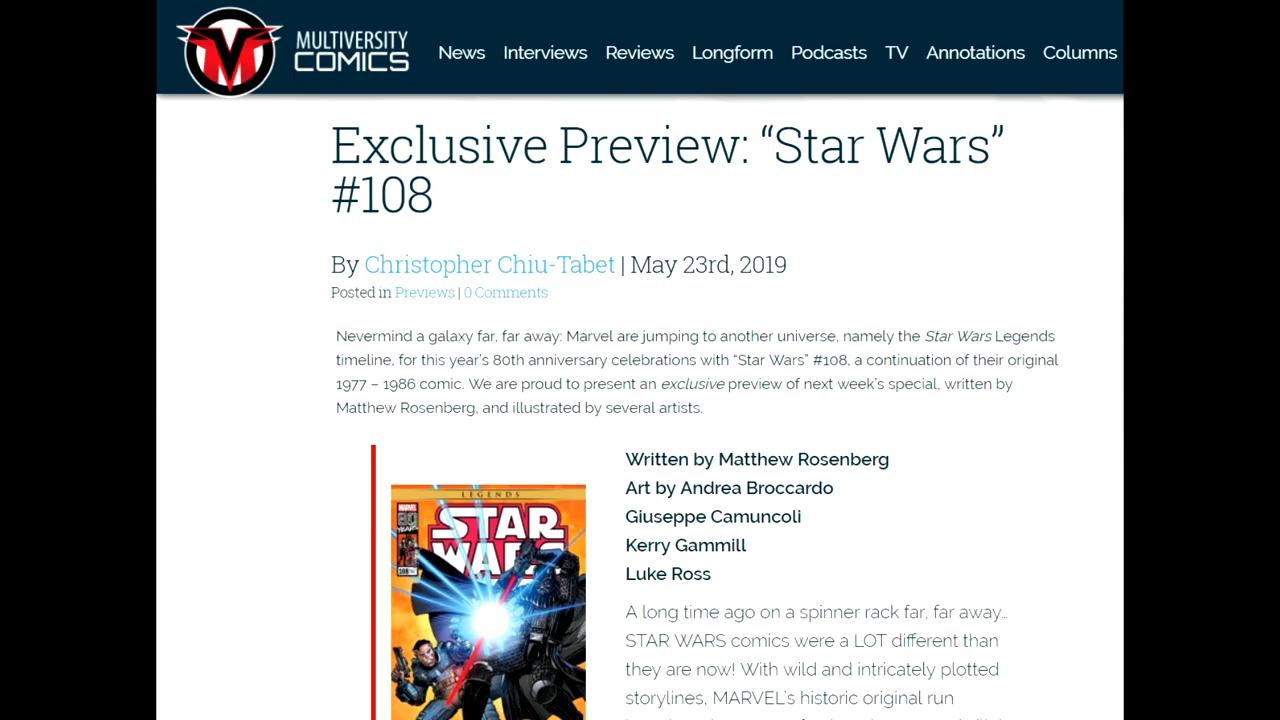 MULTIVERSITY
COMICS
News Interviews Reviews Longform Podcasts TV Annotations Columns
Exclusive Preview: “Star Wars”
#108
By Christopher Chiu-Tabet | May 23rd, 2019
Posted in Previews | 0 Comments
Nevermind a galaxy far, far away: Marvel are jumping to another universe, namely the Star Wars Legends
timeline, for this year's 80th anniversary celebrations with “Star Wars” #108, a continuation of their original
1977 – 1986 comic. We are proud to present an exclusive preview of next week's special, written by
Matthew Rosenberg, and illustrated by several artists.
LEGENDS
MARVEL
80
YEARS
STAR
WARS
108
Written by Matthew Rosenberg
Art by Andrea Broccardo
Giuseppe Camuncoli
Kerry Gammill
Luke Ross
A long time ago on a spinner rack far, far away…
STAR WARS comics were a LOT different than
they are now! With wild and intricately plotted
storylines, MARVEL's historic original run